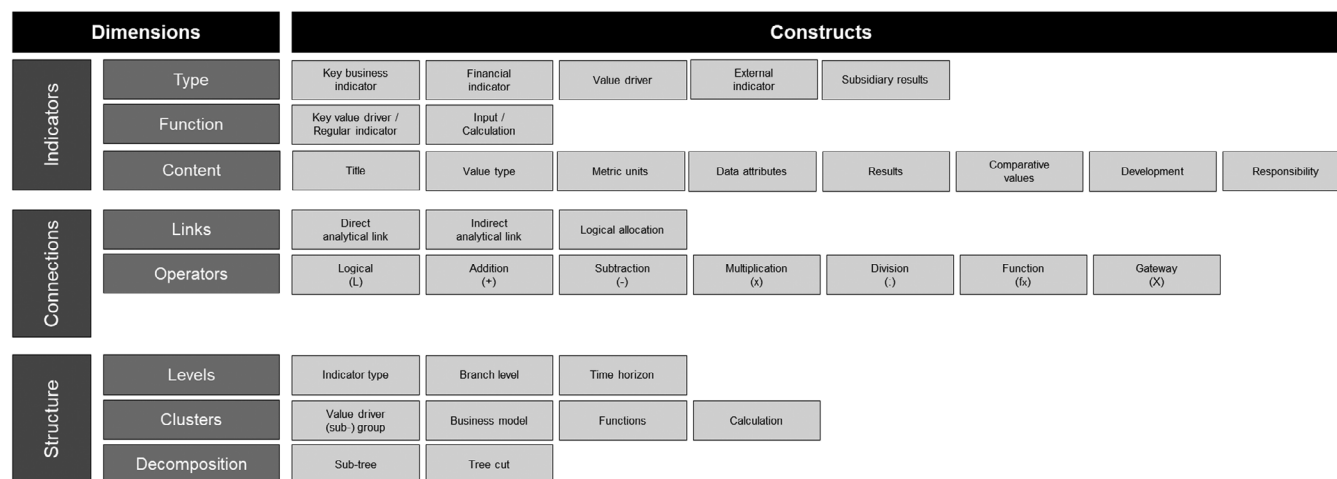 Dimensions
Constructs
Indicators
Type
Key business
indicator
Financial
indicator
Value driver
External
indicator
Subsidiary results
Function
Key value driver /
Regular indicator
Input /
Calculation
Content
Title
Value type
Metric units
Data attributes
Results
Comparative
values
Development
Responsibility
Connections
Links
Direct
analytical link
Indirect
analytical link
Logical allocation
Operators
Logical
(L)
Addition
(+)
Subtraction
(-)
Multiplication
(x)
Division
(:)
Function
(fx)
Gateway
(X)
Structure
Levels
Indicator type
Branch level
Time horizon
Clusters
Value driver
(sub-) group
Business model
Functions
Calculation
Decomposition
Sub-tree
Tree cut